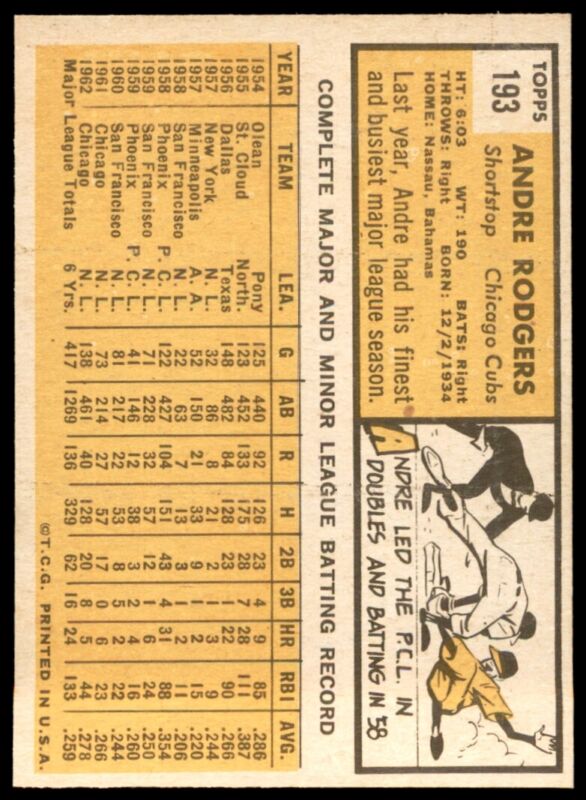 TOPPS
193
ANDRE RODGERS
Shortstop Chicago Cubs
HT: 6:03 WT: 190 BATS: Right
THROWS: Right BORN: 12/2/1934
HOME: Nassau, Bahamas
Last year, Andre had his finest
and busiest major league season.
ANDRE LED THE P.C.L. IN
DOUBLES AND BATTING IN '58
COMPLETE MAJOR AND MINOR LEAGUE BATTING RECORD
YEAR TEAM LEA. G AB R H 2B 3B HR RBI AVG.
1954 Olean Pony 125 440 92 126 23 4 9 85 .286
1955 St. Cloud North. 123 452 133 175 28 7 28 111 .387
1956 Dallas Texas 148 482 84 128 23 1 22 90 .266
1957 New York N. L. 32 86 8 21 2 1 3 9 .244
1957 Minneapolis A. A. 52 150 21 33 9 1 2 15 .220
1958 San Francisco N. L. 22 63 7 13 3 1 2 11 .206
1958 Phoenix P. C. L. 122 427 104 151 43 4 31 88 .354
1959 San Francisco N. L. 71 228 32 57 12 1 6 24 .250
1959 Phoenix P. C. L. 41 146 12 38 4 1 3 16 .260
1960 San Francisco N. L. 81 217 22 53 8 5 2 22 .244
1961 Chicago N. L. 73 214 27 57 17 0 6 23 .266
1962 Chicago N. L. 138 461 40 128 20 8 5 44 .278
Major League Totals 6 Yrs. 417 1269 136 329 62 16 24 133 .259
©T.C.G. PRINTED IN U.S.A.